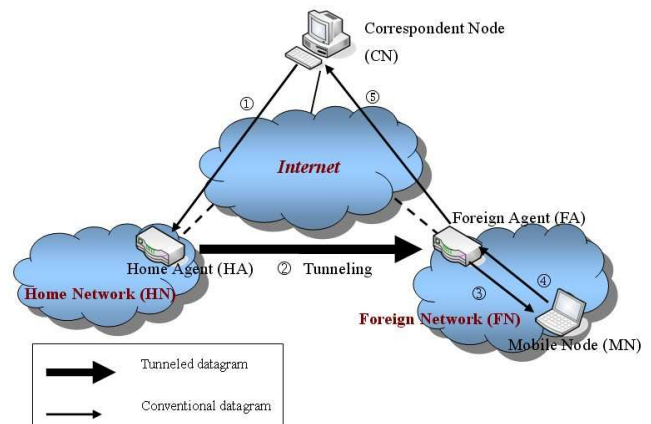 Correspondent Node
(CN)
①
⑤
Internet
Foreign Agent (FA)
Home Agent (HA)
② Tunneling
④
③
Home Network (HN)
Foreign Network (FN)
Mobile Node (MN)
Tunneled datagram
Conventional datagram